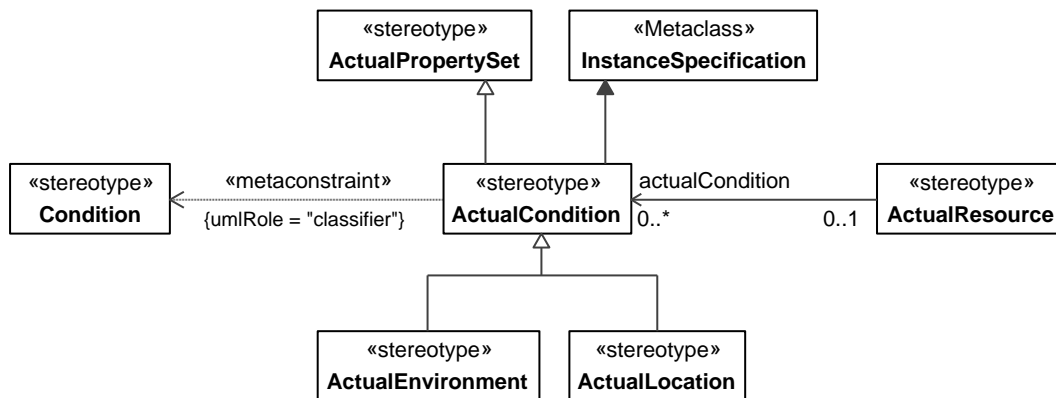 «stereotype»
ActualPropertySet
«Metaclass»
InstanceSpecification
«stereotype»
Condition
«metaconstraint»
{umlRole = "classifier"}
«stereotype»
ActualCondition
actualCondition
0..*
0..1
«stereotype»
ActualResource
«stereotype»
ActualEnvironment
«stereotype»
ActualLocation